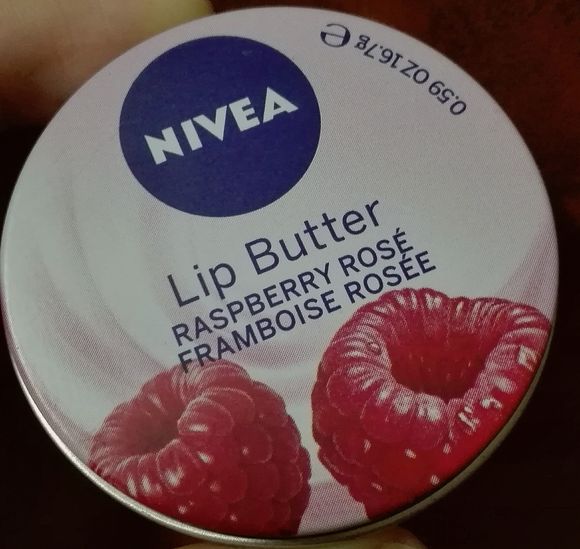 NIVEA
Lip Butter
RASPBERRY ROSÉ
FRAMBOISE ROSÉE
0.59 OZ 16.7g ℮